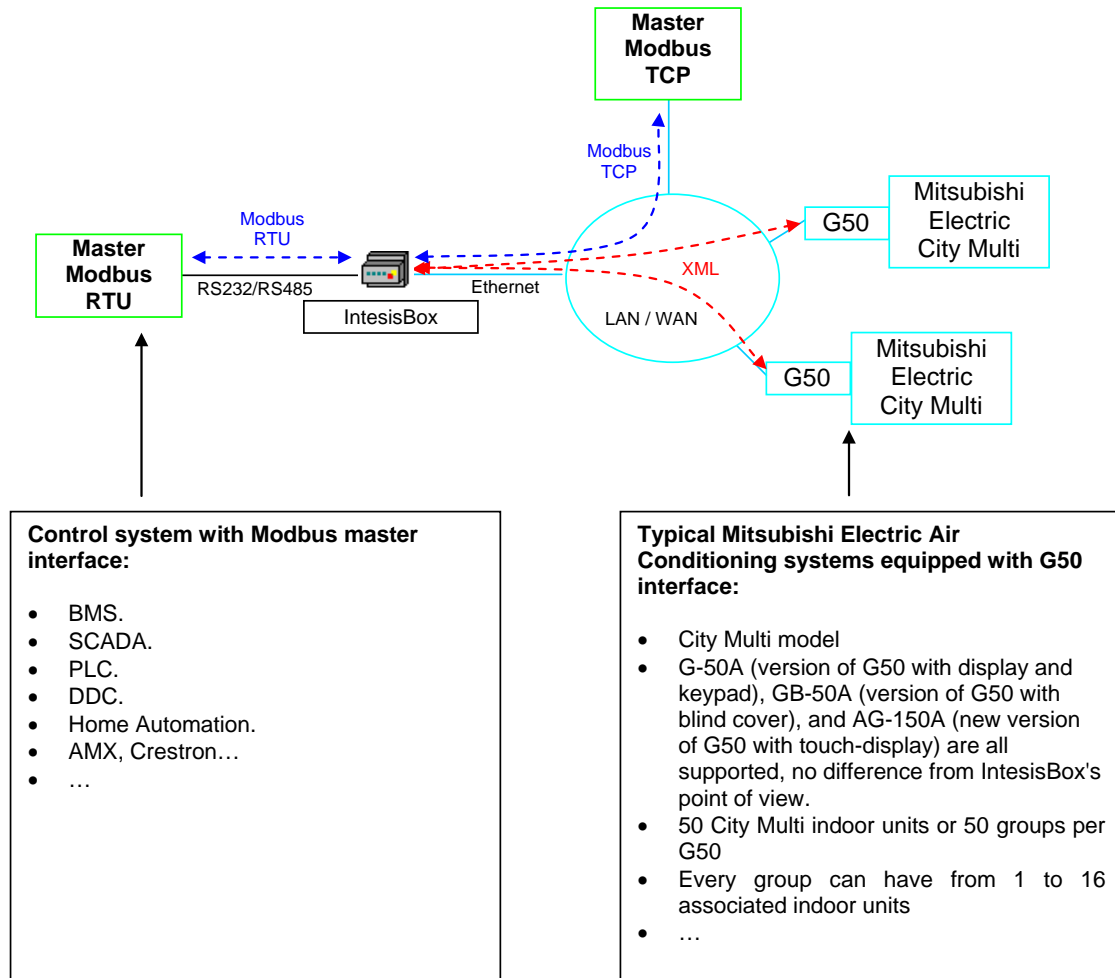 Master
Modbus
TCP
Modbus
TCP
Mitsubishi
Electric
City Multi
G50
Modbus
RTU
Master
Modbus
RTU
XML
RS232/RS485
Ethernet
IntesisBox
LAN / WAN
G50
Mitsubishi
Electric
City Multi
Control system with Modbus master
interface:
• BMS.
• SCADA.
• PLC.
• DDC.
• Home Automation.
• AMX, Crestron…
• …
Typical Mitsubishi Electric Air
Conditioning systems equipped with G50
interface:
• City Multi model
• G-50A (version of G50 with display and
keypad), GB-50A (version of G50 with
blind cover), and AG-150A (new version
of G50 with touch-display) are all
supported, no difference from IntesisBox's
point of view.
• 50 City Multi indoor units or 50 groups per
G50
• Every group can have from 1 to 16
associated indoor units
• …